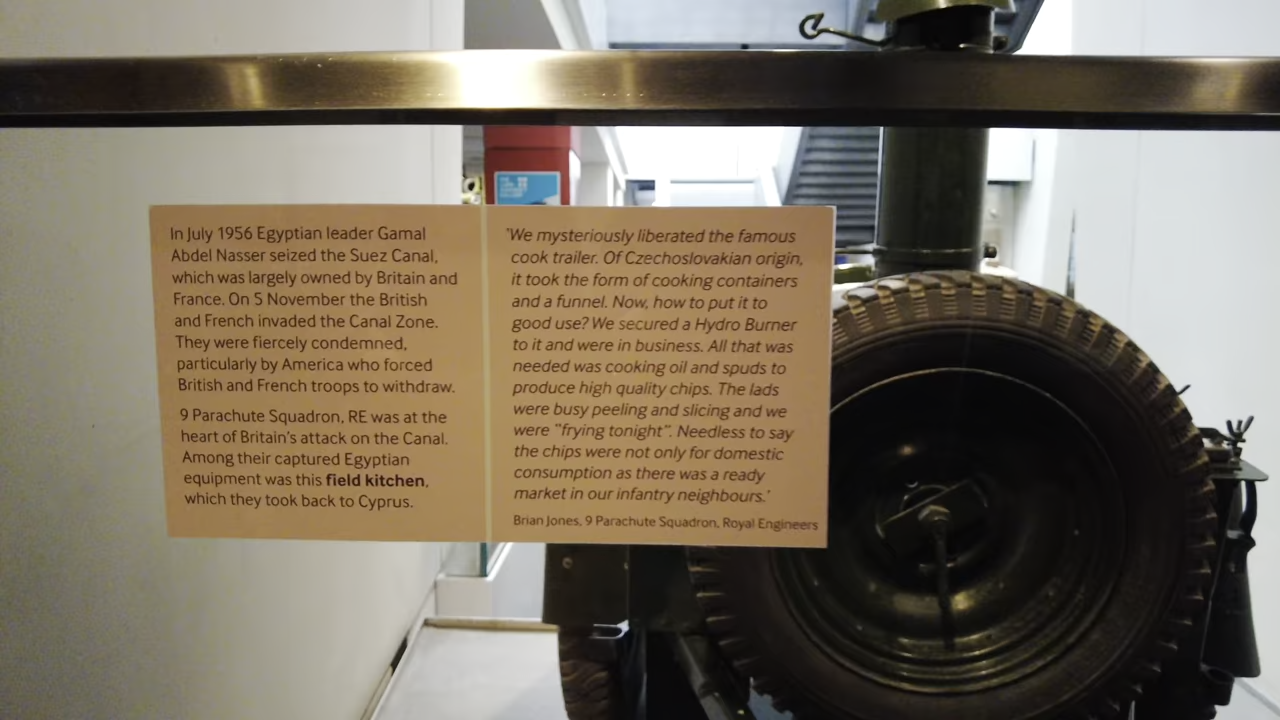 In July 1956 Egyptian leader Gamal
Abdel Nasser seized the Suez Canal,
which was largely owned by Britain and
France. On 5 November the British
and French invaded the Canal Zone.
They were fiercely condemned,
particularly by America who forced
British and French troops to withdraw.
9 Parachute Squadron, RE was at the
heart of Britain's attack on the Canal.
Among their captured Egyptian
equipment was this field kitchen,
which they took back to Cyprus.
'We mysteriously liberated the famous
cook trailer. Of Czechoslovakian origin,
it took the form of cooking containers
and a funnel. Now, how to put it to
good use? We secured a Hydro Burner
to it and were in business. All that was
needed was cooking oil and spuds to
produce high quality chips. The lads
were busy peeling and slicing and we
were "frying tonight". Needless to say
the chips were not only for domestic
consumption as there was a ready
market in our infantry neighbours.'
Brian Jones, 9 Parachute Squadron, Royal Engineers